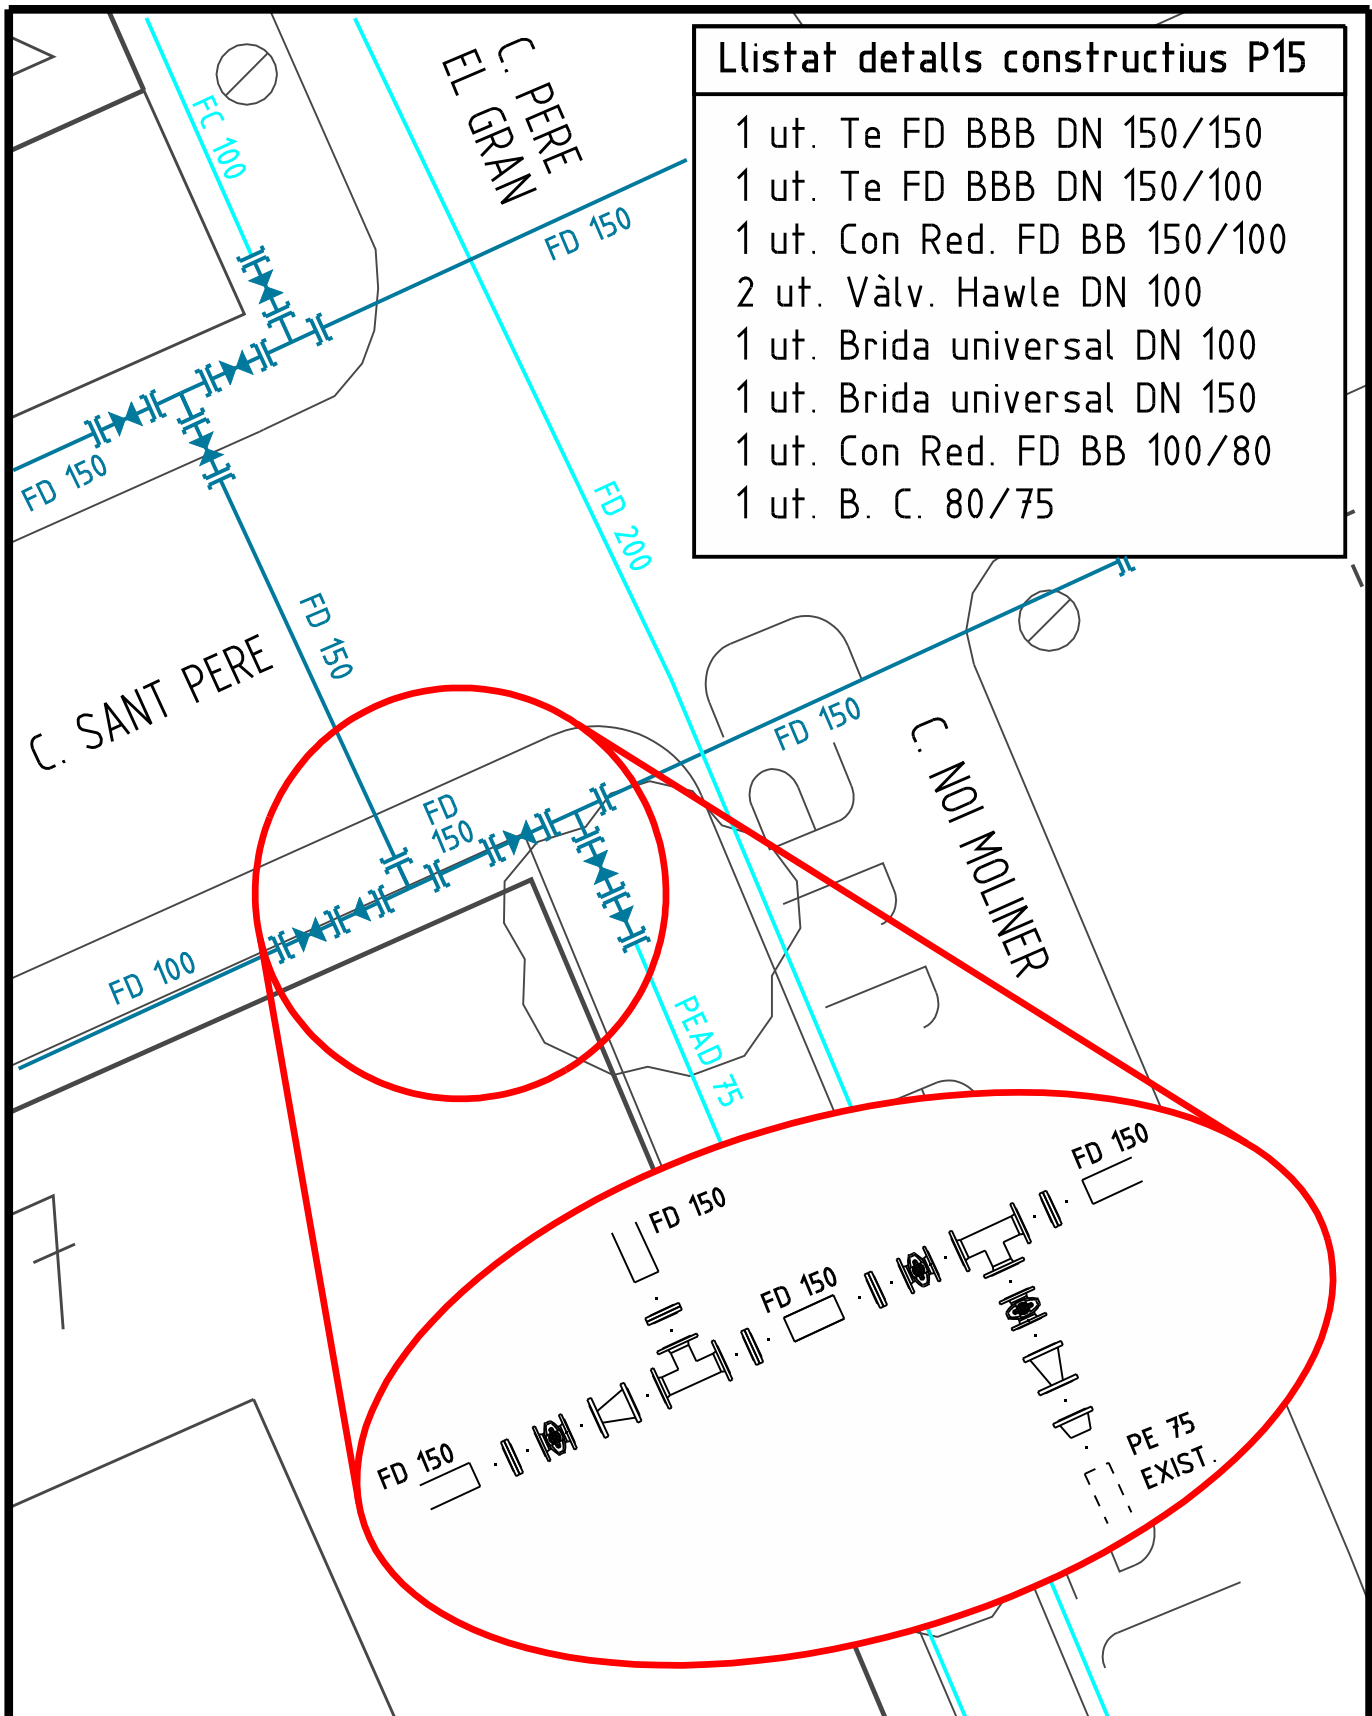 Llistat detalls constructius P15
1 ut. Te FD BBB DN 150/150
1 ut. Te FD BBB DN 150/100
1 ut. Con Red. FD BB 150/100
2 ut. Vàlv. Hawle DN 100
1 ut. Brida universal DN 100
1 ut. Brida universal DN 150
1 ut. Con Red. FD BB 100/80
1 ut. B. C. 80/75
C. PERE
EL GRAN
FC 100
FD 150
FD 150
FD 200
FD 150
C. SANT PERE
FD 150
C. NOI MOLINER
FD
150
FD 100
PEAD 75
FD 150
FD 150
FD 150
FD 150
PE 75
EXIST.